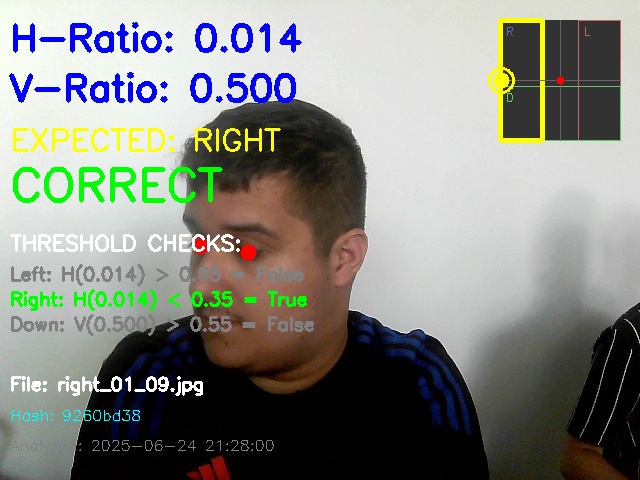 H-Ratio: 0.014
V-Ratio: 0.500
EXPECTED: RIGHT
CORRECT
THRESHOLD CHECKS:
Left: H(0.014) > 0.65 = False
Right: H(0.014) < 0.35 = True
Down: V(0.500) > 0.55 = False
File: right_01_09.jpg
Hash: 9260bd38
2025-06-24 21:28:00
R
L
D